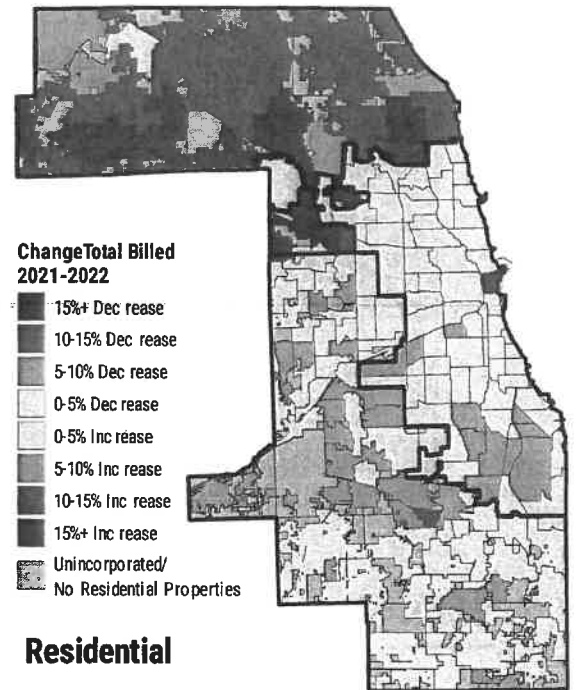 ChangeTotal Billed
2021-2022
15%+ Dec rease
10-15% Dec rease
5-10% Dec rease
0-5% Dec rease
0-5% Inc rease
5-10% Inc rease
10-15% Inc rease
15%+ Inc rease
Unincorporated/
No Residential Properties
Residential